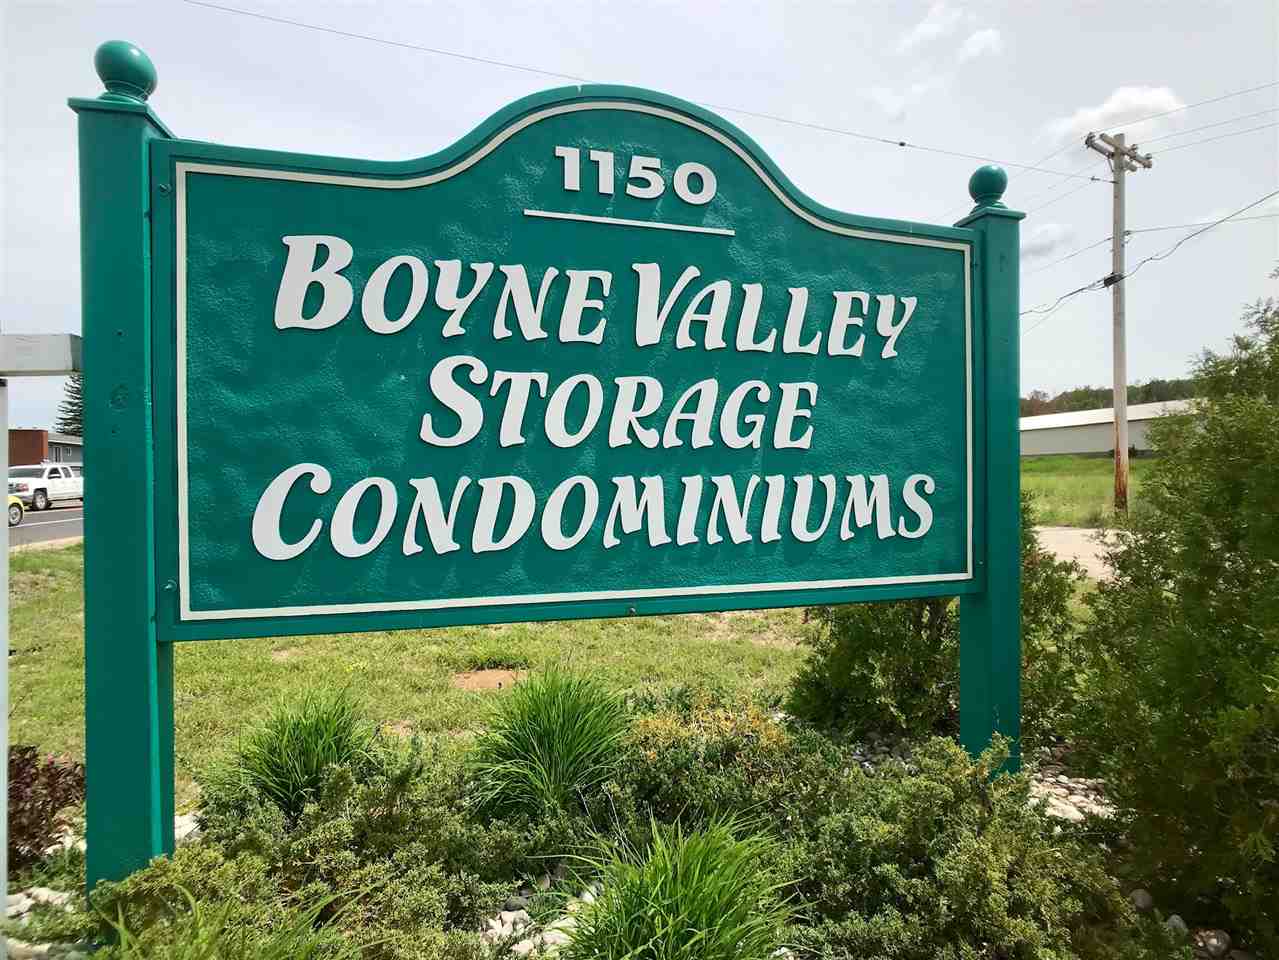 1150
BOYNE VALLEY
STORAGE
CONDOMINIUMS